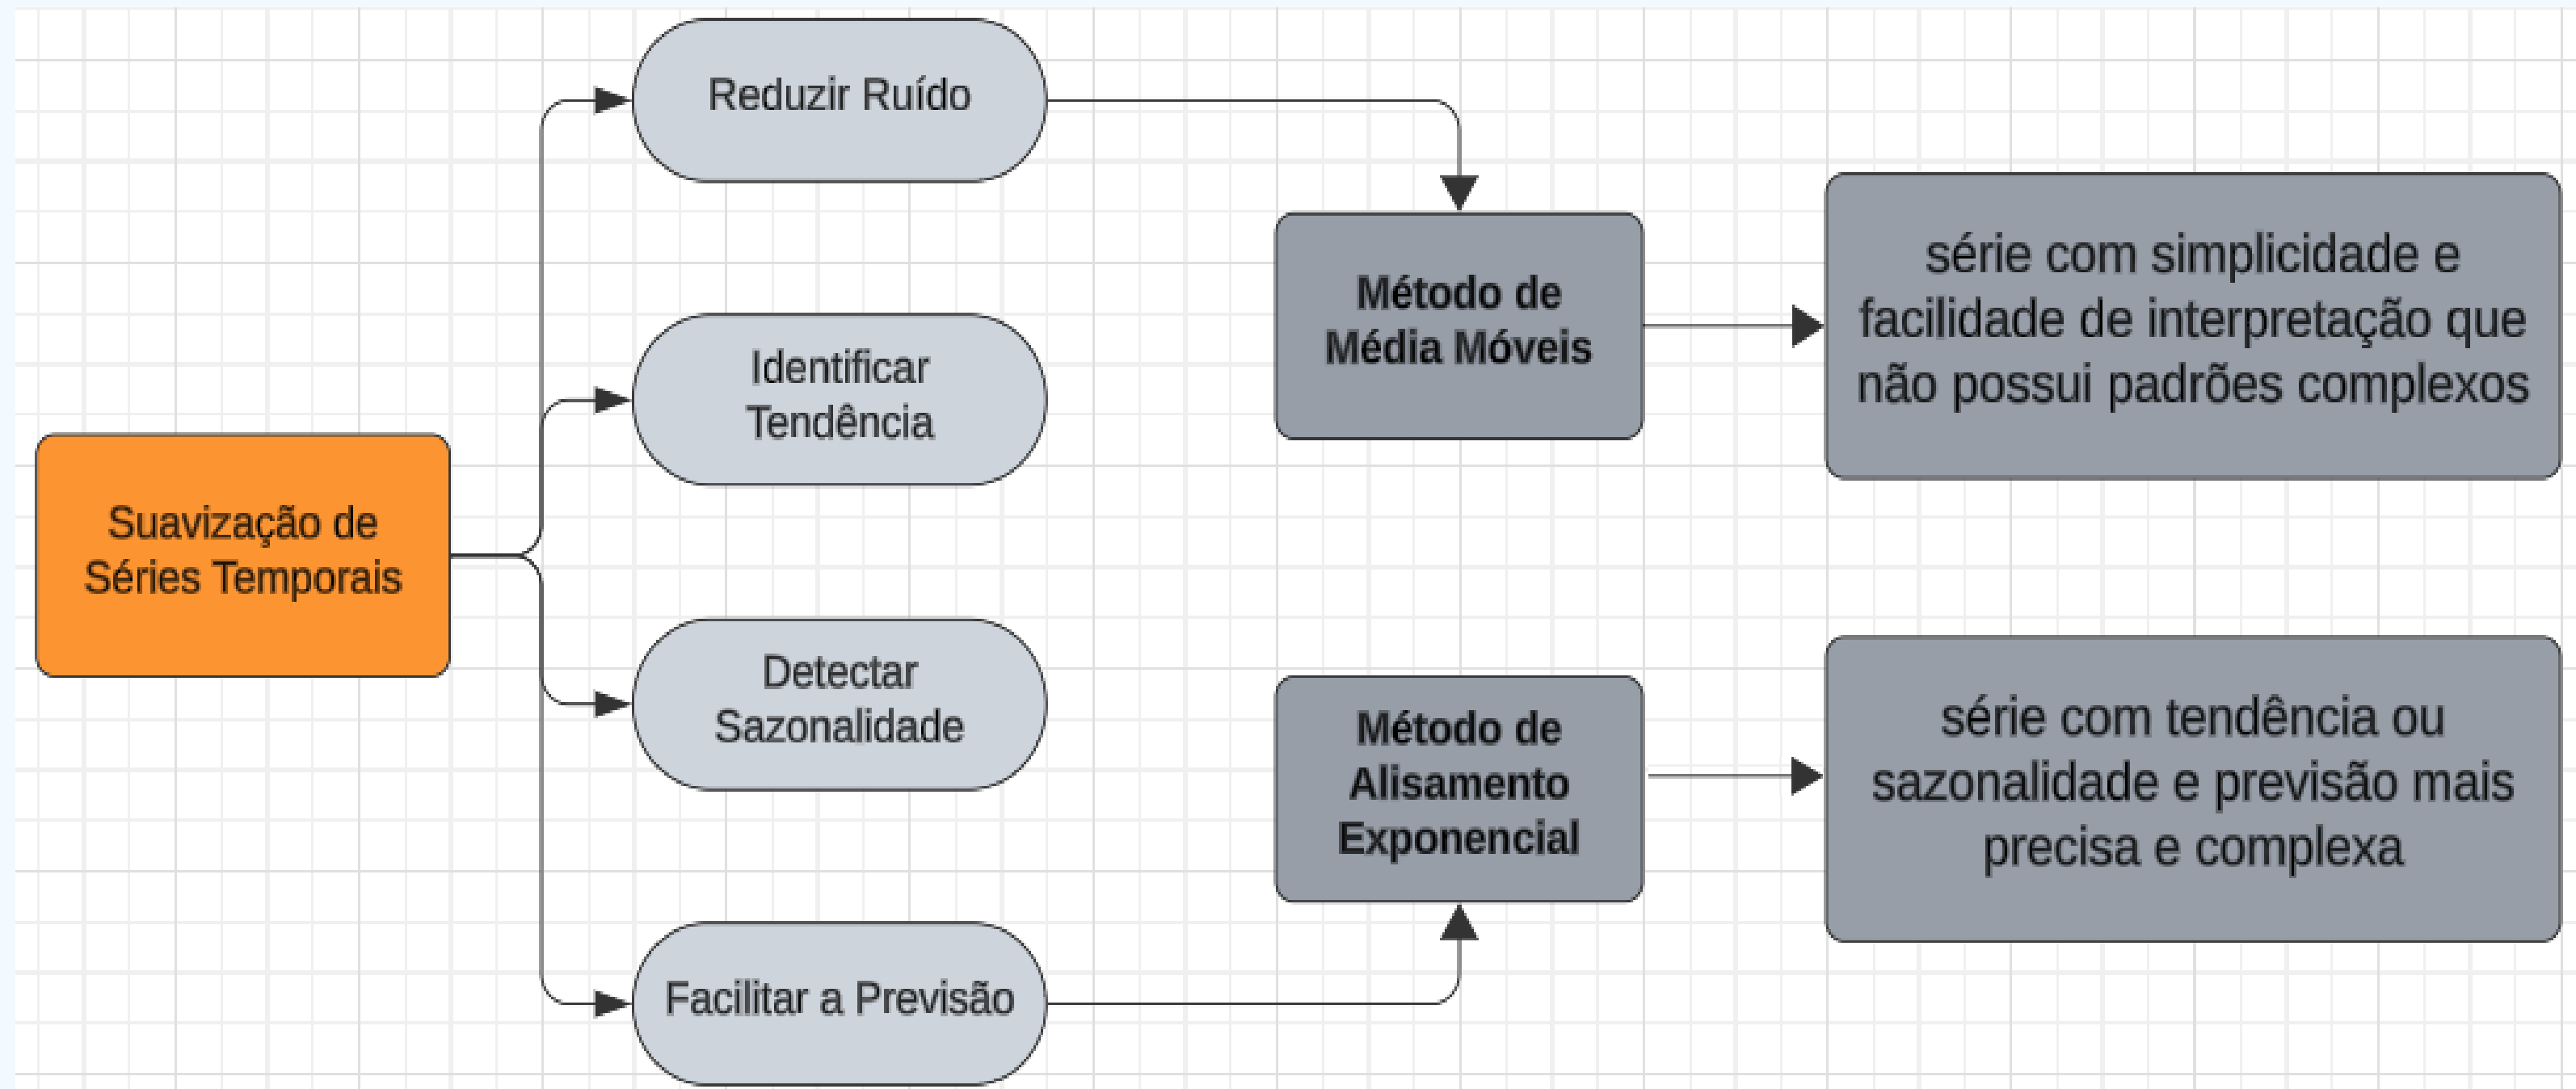 Suavização de
Séries Temporais
Reduzir Ruído
Identificar
Tendência
Detectar
Sazonalidade
Facilitar a Previsão
Método de
Média Móveis
Método de
Alisamento
Exponencial
série com simplicidade e
facilidade de interpretação que
não possui padrões complexos
série com tendência ou
sazonalidade e previsão mais
precisa e complexa